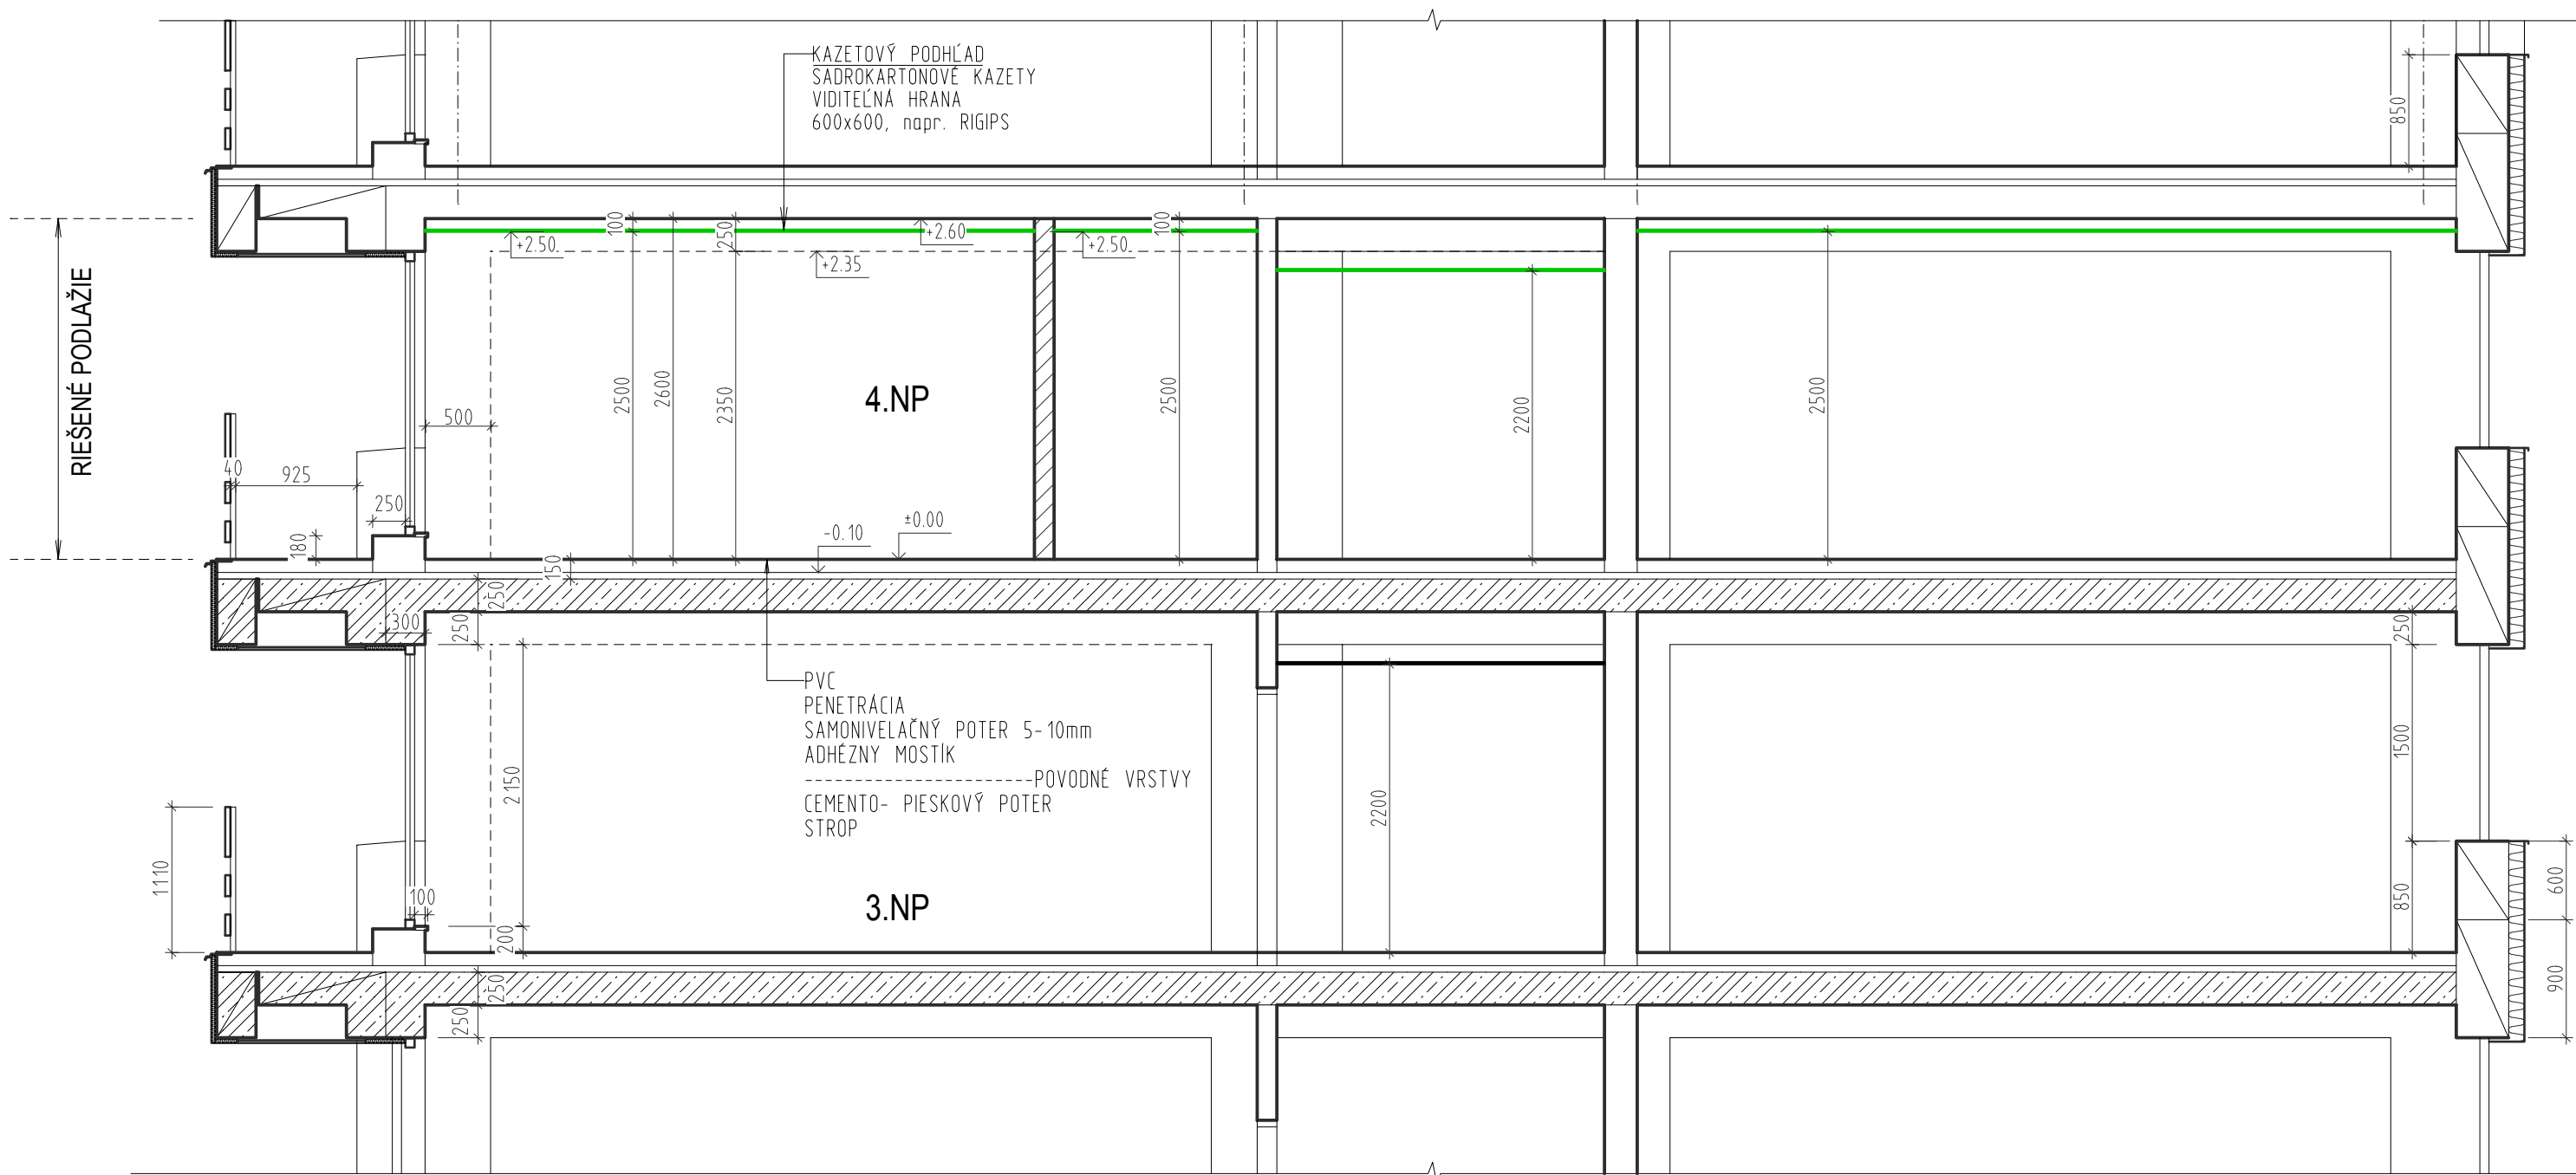 KAZETOVÝ PODHĹAD
SADROKARTONOVÉ KAZETY
VIDITEĹNÁ HRANA
600x600, napr. RIGIPS
850
RIEŠENÉ PODLAŽIE
+2.50
100
250
+2.60
+2.35
+2.50
100
2500
2600
2350
4.NP
2500
2200
2500
500
40
925
250
180
-0.10
±0.00
150
250
250
300
250
PVC
PENETRÁCIA
SAMONIVELAČNÝ POTER 5-10mm
ADHÉZNY MOSTÍK
-----------------------POVODNÉ VRSTVY
CEMENTO- PIESKOVÝ POTER
STROP
2150
2200
1500
1110
100
200
3.NP
850
600
900
250
250